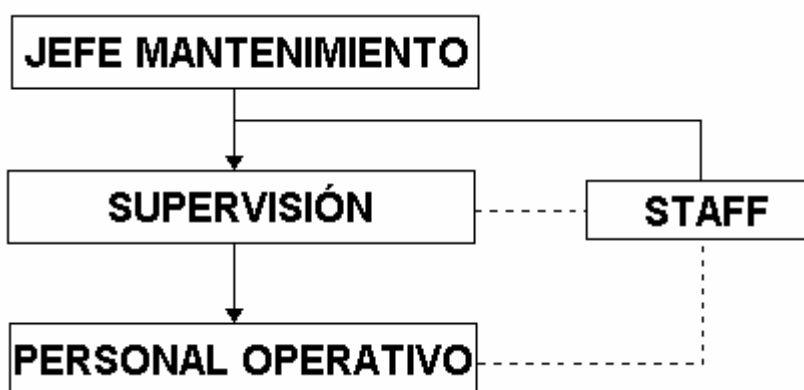 JEFE MANTENIMIENTO
SUPERVISIÓN
STAFF
PERSONAL OPERATIVO